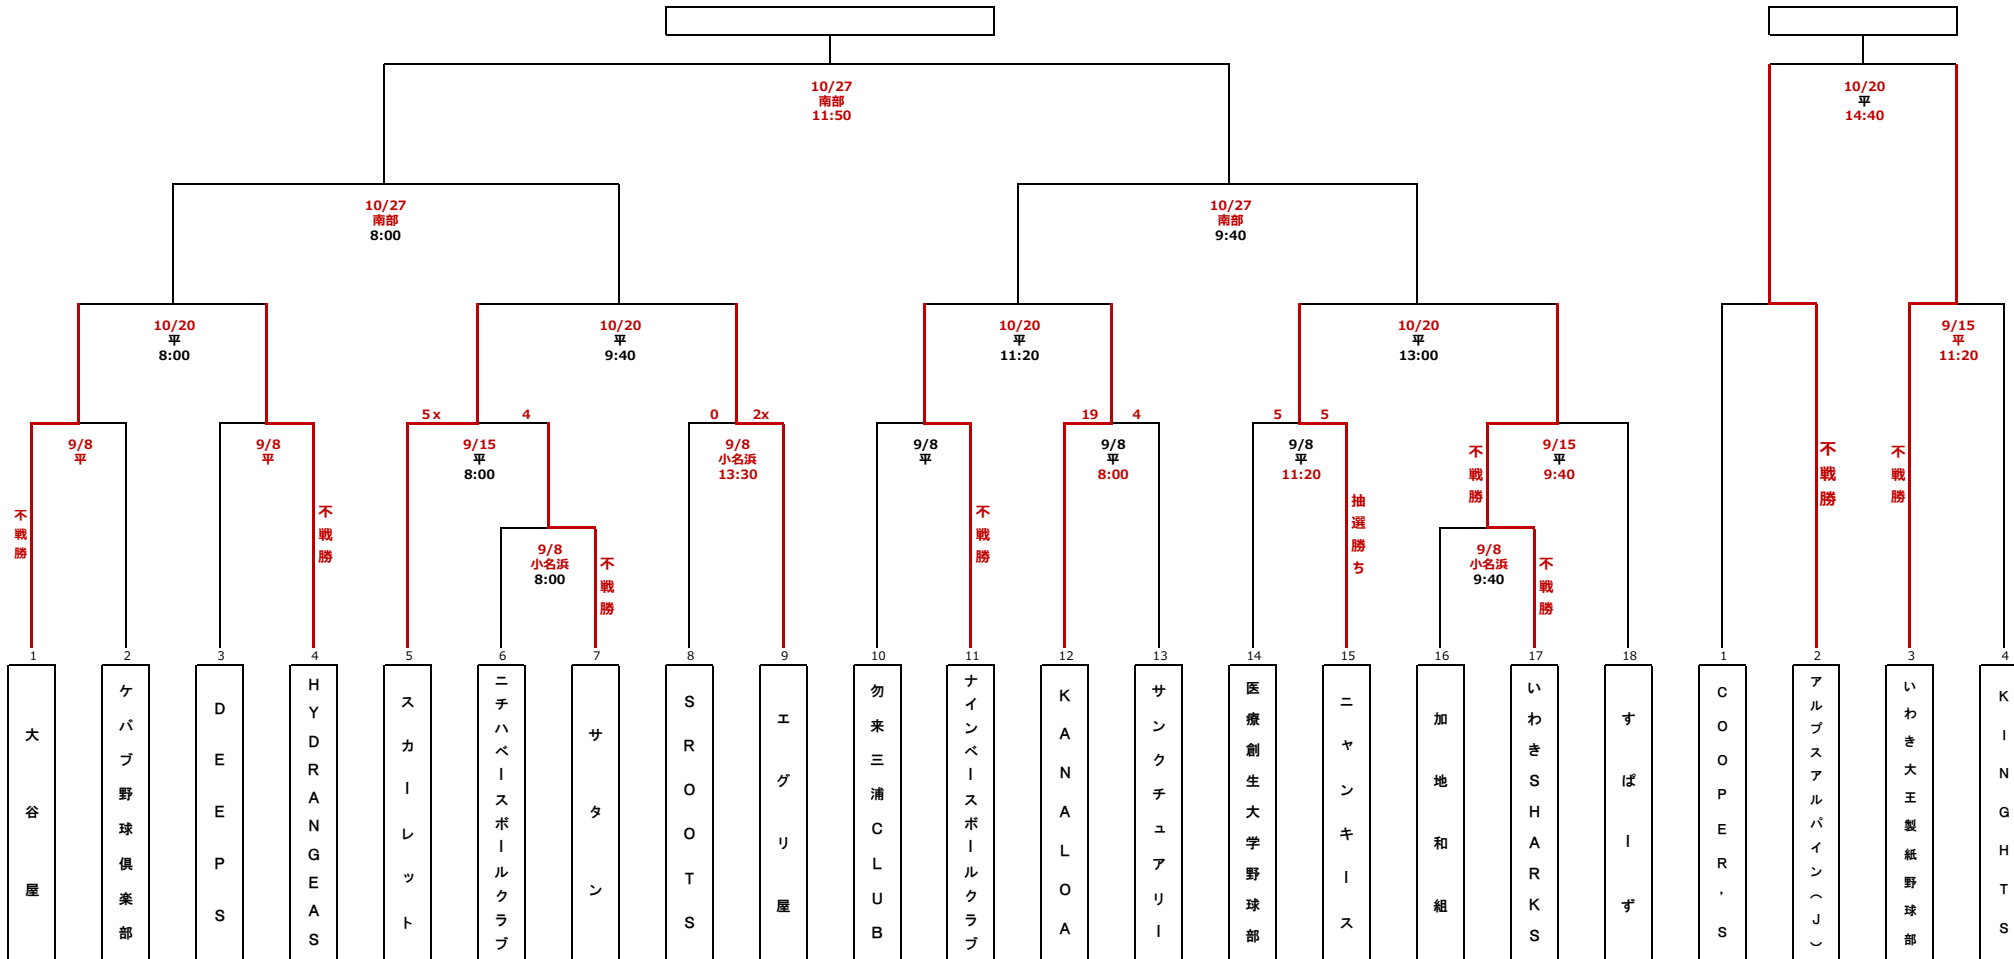 10/27
南部
11:50
10/20
平
14:40
10/27
南部
8:00
10/27
南部
9:40
10/20
平
8:00
10/20
平
9:40
10/20
平
11:20
10/20
平
13:00
9/15
平
11:20
5x 4
0 2x
19 4
5 5
9/8
平
9/8
平
9/15
平
8:00
9/8
小名浜
13:30
9/8
平
9/8
平
8:00
9/8
平
11:20
9/15
平
9:40
不戦勝
不戦勝
不戦勝
不戦勝
不戦勝
不戦勝
抽選勝ち
9/8
小名浜
8:00
不戦勝
9/8
小名浜
9:40
不戦勝
1 2 3 4 5 6 7 8 9 10 11 12 13 14 15 16 17 18 1 2 3 4
大谷屋
ケバブ野球倶楽部
DEEPS
HYDRANGEAS
スカーレット
ニチハベースボールクラブ
サタン
SROOTS
エグリ屋
勿来三浦CLUB
ナインベースボールクラブ
KANALOA
サンクチュアリー
医療創生大学野球部
ニャンキース
加地和組
いわきSHARKS
すぱーず
COOPER'S
アルプスアルパイン(J)
いわき大王製紙野球部
KINGHTS